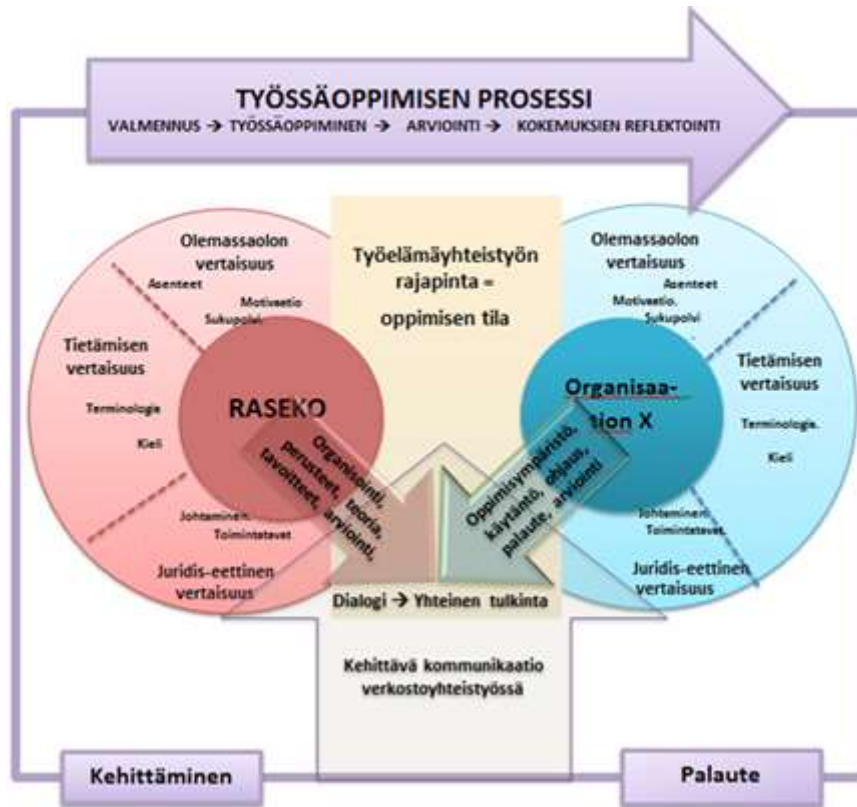 TYÖSSÄOPPIMISEN PROSESSI
VALMENNUS → TYÖSSÄOPPIMINEN → ARVIOINTI → KOKEMUKSIEN REFLEKTOINTI
Olemassaolon
vertaisuus
Asenteet
Motivaatio
Sukupolvi.
Tietämisen
vertaisuus
Terminologia
Kieli
Johtaminen.
Toimintatavat
Juridis-eettinen
vertaisuus
RASEKO
Organisointi,
perusteet, teoria,
tavoitteet, arviointi,
Työelämäyhteistyön
rajapinta =
oppimisen tila
Olemassaolon
vertaisuus
Asenteet
Motivaatio.
Sukupolvi
Tietämisen
vertaisuus
Terminologia.
Kieli
Johtaminen.
Toimintatavat.
Juridis-eettinen
vertaisuus
Organisaa-
tion X
Oppimisympäristö,
käytäntö, ohjaus,
palaute, arviointi
Dialogi → Yhteinen tulkinta
Kehittävä kommunikaatio
verkostoyhteistyössä
Kehittäminen
Palaute